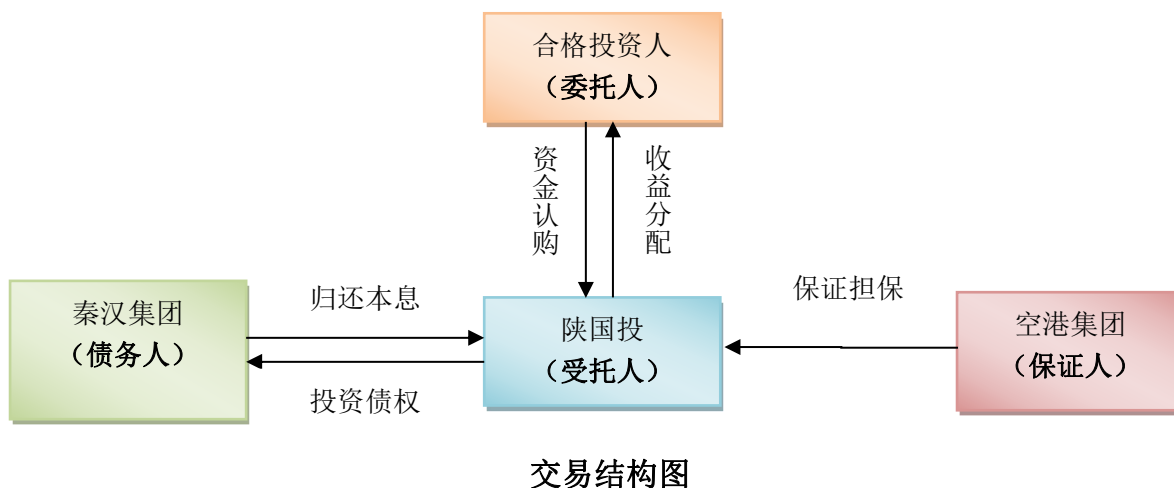 合格投资人
（委托人）
资金认购
收益分配
归还本息
保证担保
秦汉集团
（债务人）
陕国投
（受托人）
空港集团
（保证人）
投资债权
交易结构图